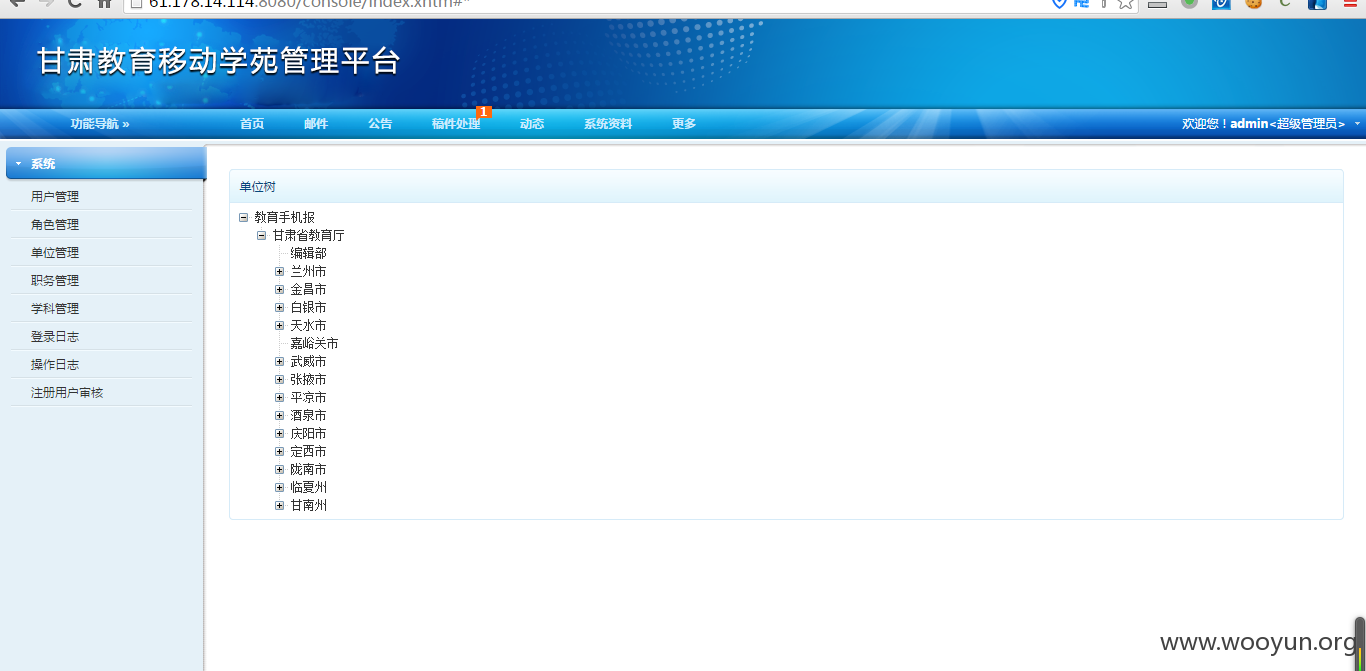 61.178.14.114:8080/console/index.xhtml#
甘肃教育移动学苑管理平台
功能导航 » 首页 邮件 公告 稿件处理 1 动态 系统资料 更多 欢迎您！admin<超级管理员>
系统
用户管理
角色管理
单位管理
职务管理
学科管理
登录日志
操作日志
注册用户审核
单位树
教育手机报
甘肃省教育厅
编辑部
兰州市
金昌市
白银市
天水市
嘉峪关市
武威市
张掖市
平凉市
酒泉市
庆阳市
定西市
陇南市
临夏州
甘南州
www.wooyun.org